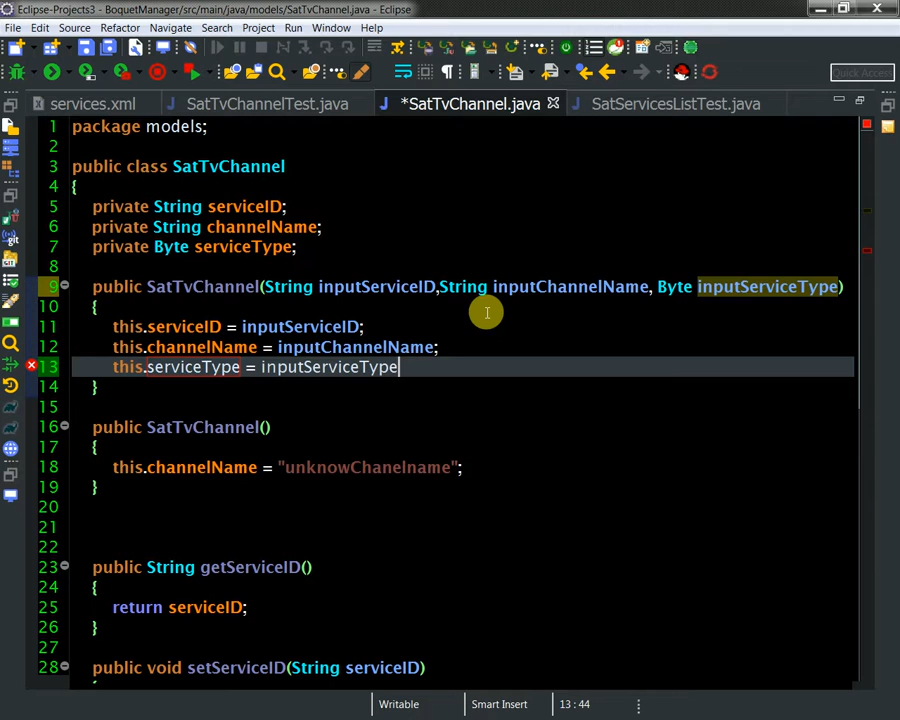 Eclipse-Projects3 - BoquetManager/src/main/java/models/SatTvChannel.java - Eclipse
File Edit Source Refactor Navigate Search Project Run Window Help
Quick Access
services.xml SatTvChannelTest.java *SatTvChannel.java SatServicesListTest.java
1 package models;
2
3 public class SatTvChannel
4 {
5 private String serviceID;
6 private String channelName;
7 private Byte serviceType;
8
9 public SatTvChannel(String inputServiceID,String inputChannelName, Byte inputServiceType)
10 {
11 this.serviceID = inputServiceID;
12 this.channelName = inputChannelName;
13 this.serviceType = inputServiceType
14 }
15
16 public SatTvChannel()
17 {
18 this.channelName = "unknowChanelname";
19 }
20
21
22
23 public String getServiceID()
24 {
25 return serviceID;
26 }
27
28 public void setServiceID(String serviceID)
Writable Smart Insert 13 : 44